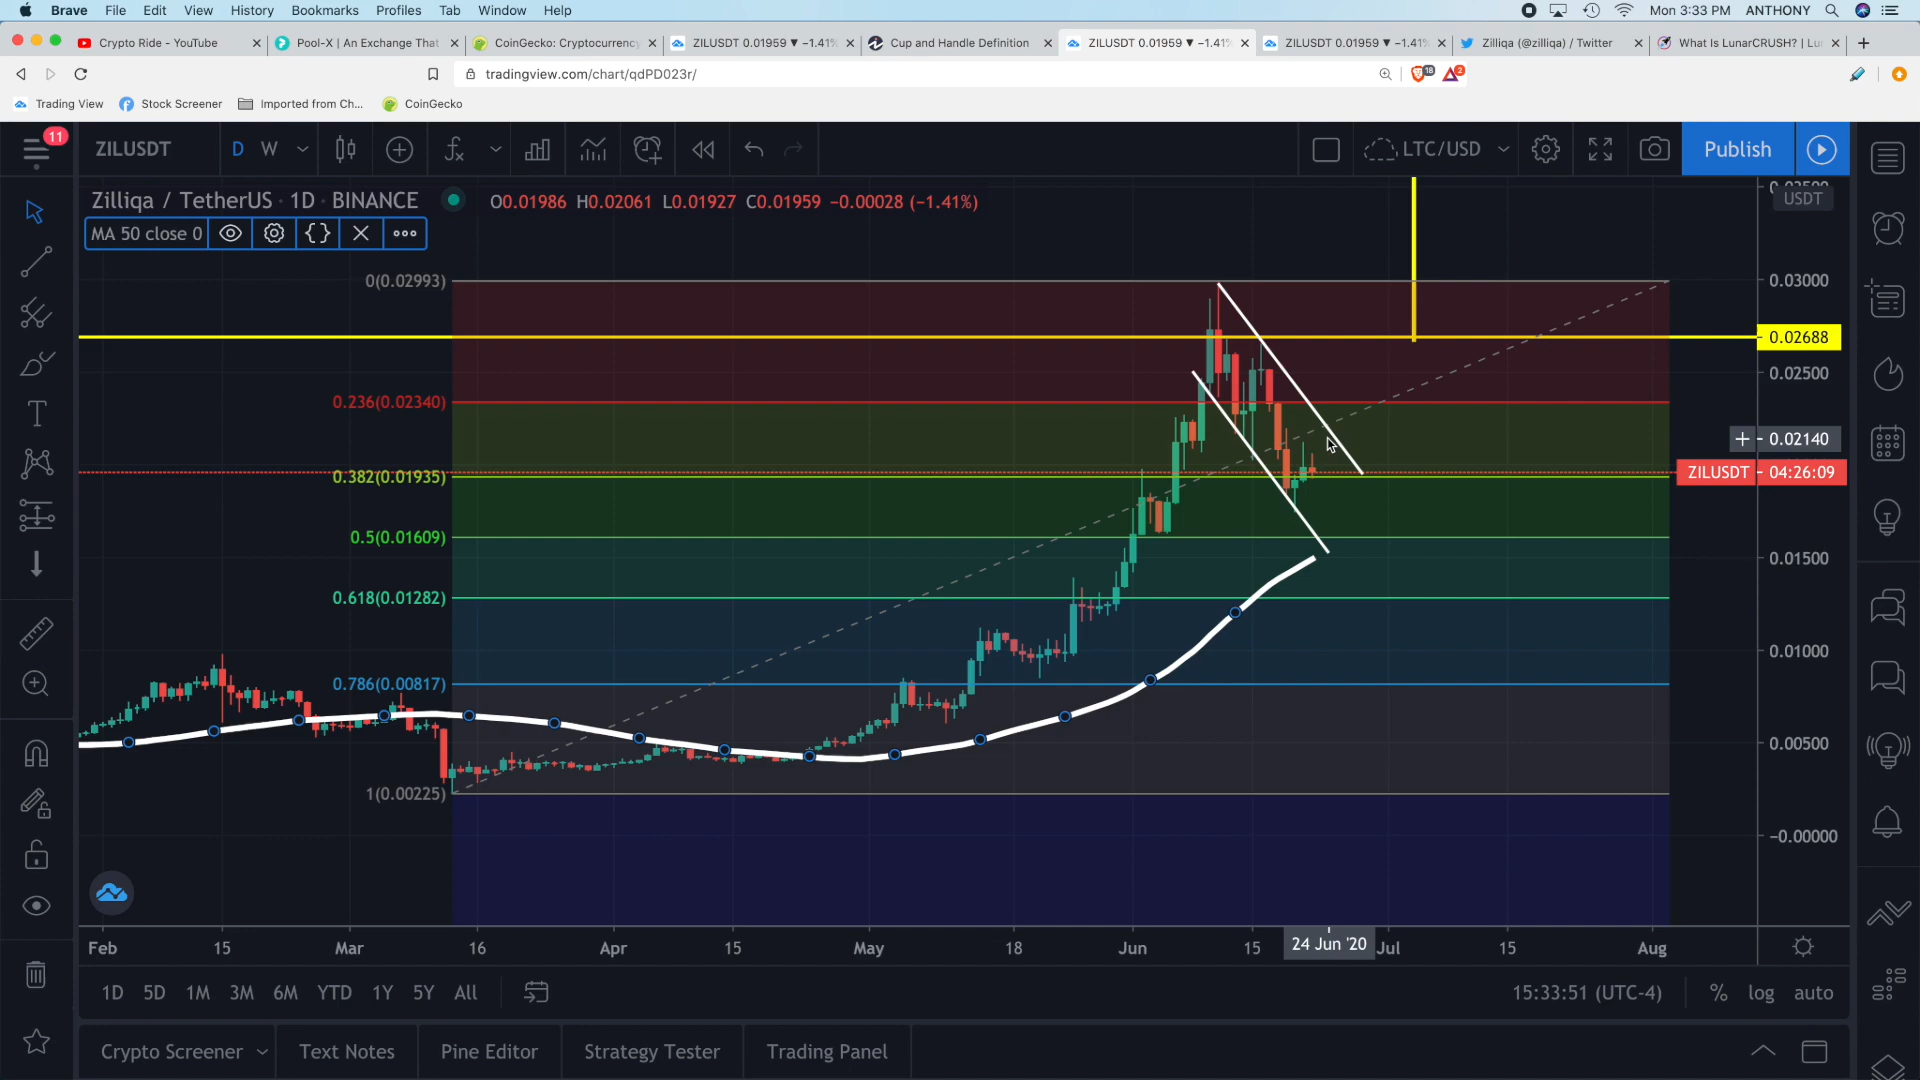 Brave File Edit View History Bookmarks Profiles Tab Window Help Mon 3:33 PM ANTHONY
Crypto Ride - YouTube Pool-X | An Exchange That CoinGecko: Cryptocurrency ZILUSDT 0.01959 ▼ −1.41% Cup and Handle Definition ZILUSDT 0.01959 ▼ −1.41% ZILUSDT 0.01959 ▼ −1.41% Zilliqa (@zilliqa) / Twitter What Is LunarCRUSH? | Lu
tradingview.com/chart/qdPD023r/ 18 2
Trading View Stock Screener Imported from Ch... CoinGecko
11 ZILUSDT D W LTC/USD Publish
Zilliqa / TetherUS · 1D · BINANCE O0.01986 H0.02061 L0.01927 C0.01959 −0.00028 (−1.41%)
USDT
MA 50 close 0
0(0.02993) 0.03000
0.02688
0.02500
0.236(0.02340)
0.02140
0.382(0.01935) ZILUSDT 04:26:09
0.5(0.01609)
0.01500
0.618(0.01282)
0.01000
0.786(0.00817)
0.00500
1(0.00225)
−0.00000
Feb 15 Mar 16 Apr 15 May 18 Jun 15 24 Jun '20 Jul 15 Aug
1D 5D 1M 3M 6M YTD 1Y 5Y All 15:33:51 (UTC-4) % log auto
Crypto Screener Text Notes Pine Editor Strategy Tester Trading Panel